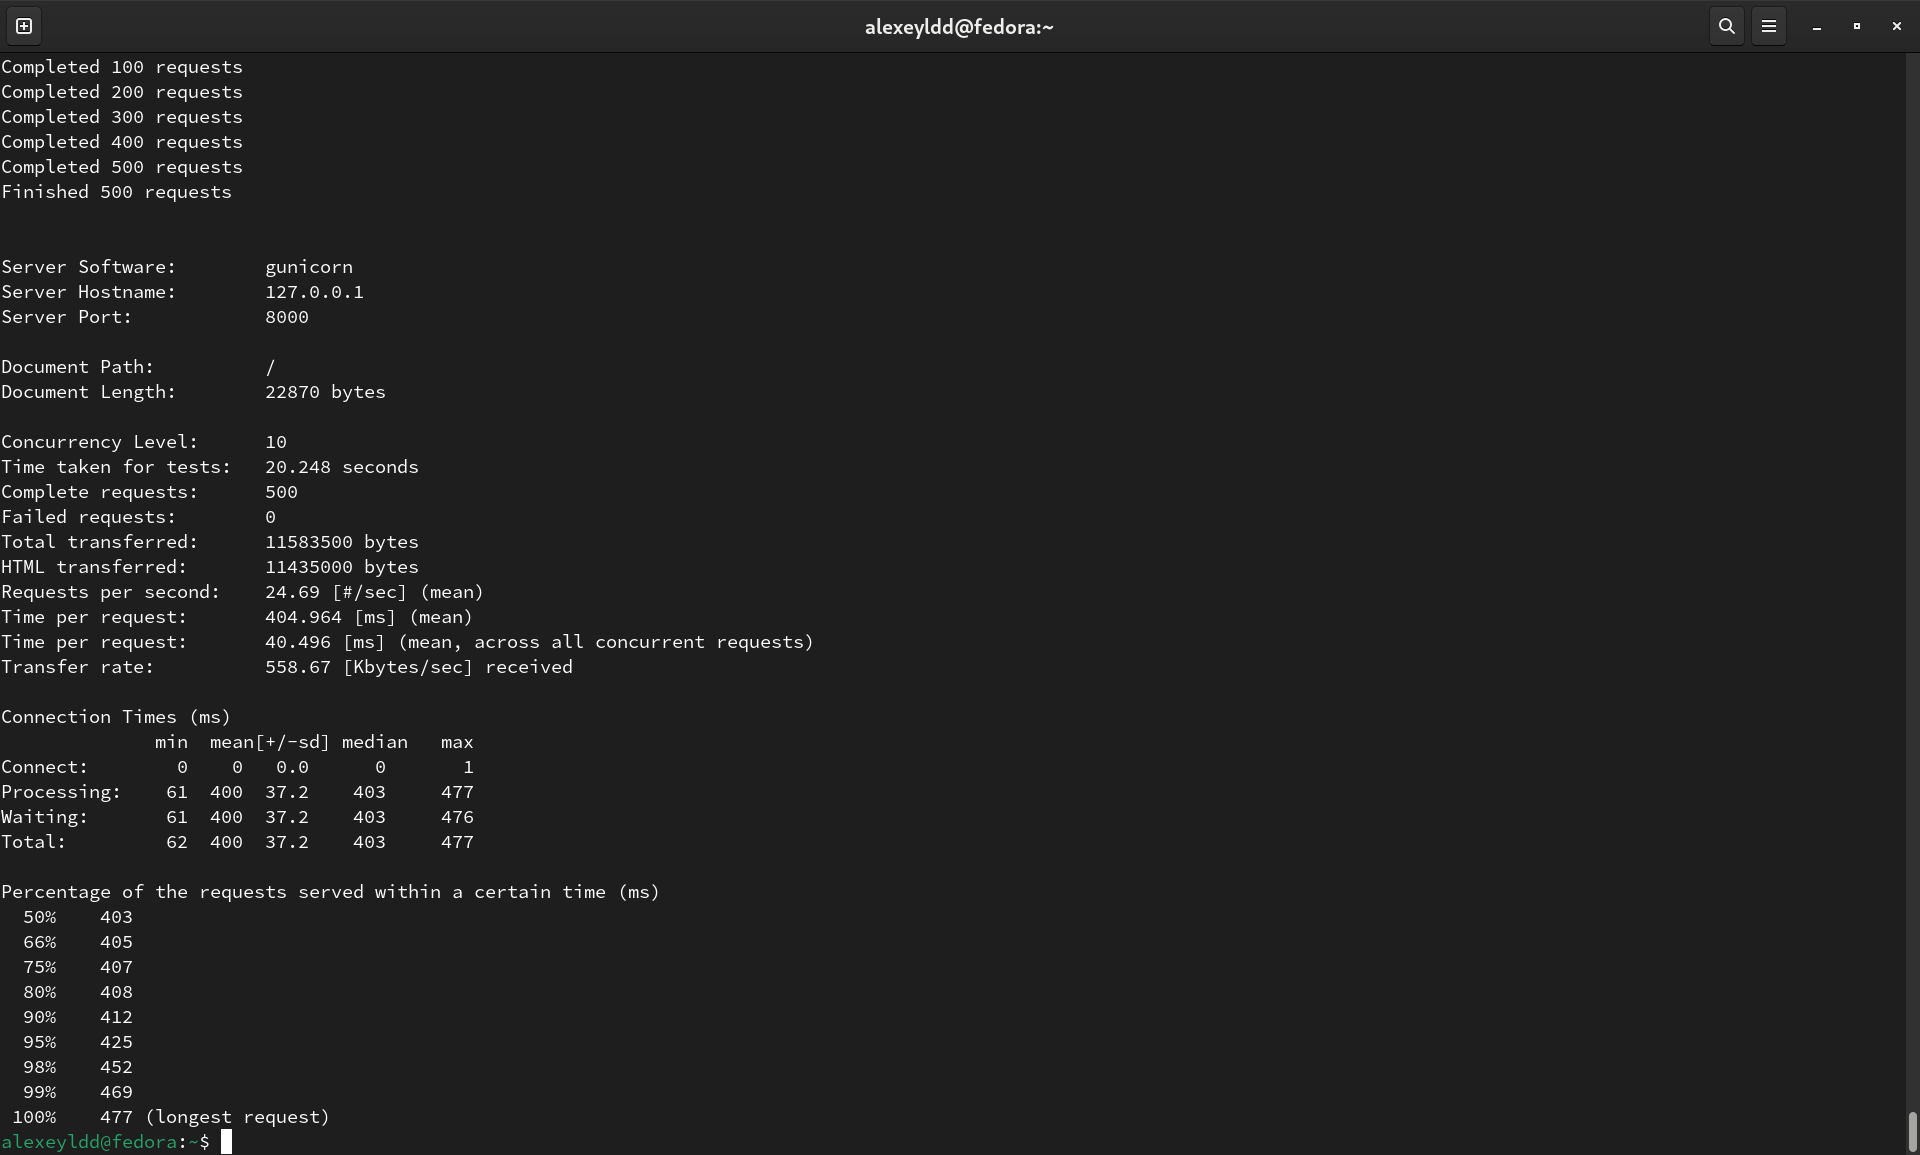 alexeyldd@fedora:~
Completed 100 requests
Completed 200 requests
Completed 300 requests
Completed 400 requests
Completed 500 requests
Finished 500 requests
Server Software:        gunicorn
Server Hostname:        127.0.0.1
Server Port:            8000
Document Path:          /
Document Length:        22870 bytes
Concurrency Level:      10
Time taken for tests:   20.248 seconds
Complete requests:      500
Failed requests:        0
Total transferred:      11583500 bytes
HTML transferred:       11435000 bytes
Requests per second:    24.69 [#/sec] (mean)
Time per request:       404.964 [ms] (mean)
Time per request:       40.496 [ms] (mean, across all concurrent requests)
Transfer rate:          558.67 [Kbytes/sec] received
Connection Times (ms)
              min  mean[+/-sd] median   max
Connect:        0    0   0.0      0       1
Processing:    61  400  37.2    403     477
Waiting:       61  400  37.2    403     476
Total:         62  400  37.2    403     477
Percentage of the requests served within a certain time (ms)
  50%    403
  66%    405
  75%    407
  80%    408
  90%    412
  95%    425
  98%    452
  99%    469
 100%    477 (longest request)
alexeyldd@fedora:~$